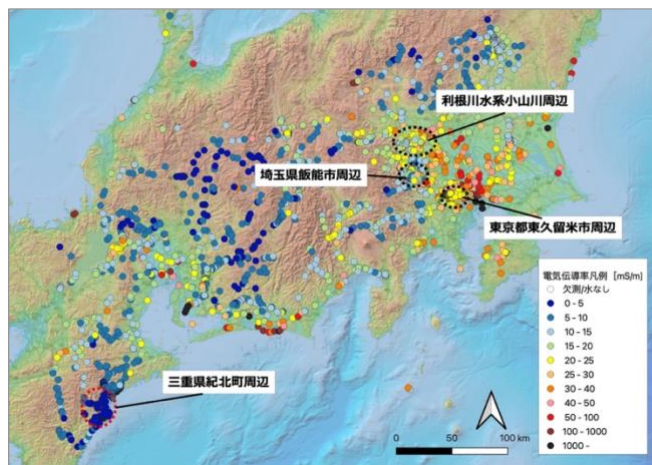 利根川水系小山川周辺
埼玉県飯能市周辺
東京都東久留米市周辺
三重県紀北町周辺
電気伝導率凡例 [mS/m]
欠測/水なし
0 - 5
5 - 10
10 - 15
15 - 20
20 - 25
25 - 30
30 - 40
40 - 50
50 - 100
100 - 1000
1000 -
0 50 100 km